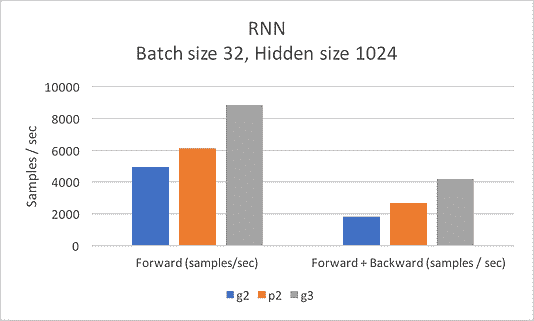 RNN
Batch size 32, Hidden size 1024
10000
8000
6000
4000
2000
0
Samples / sec
Forward (samples/sec)
Forward + Backward (samples / sec)
g2 p2 g3